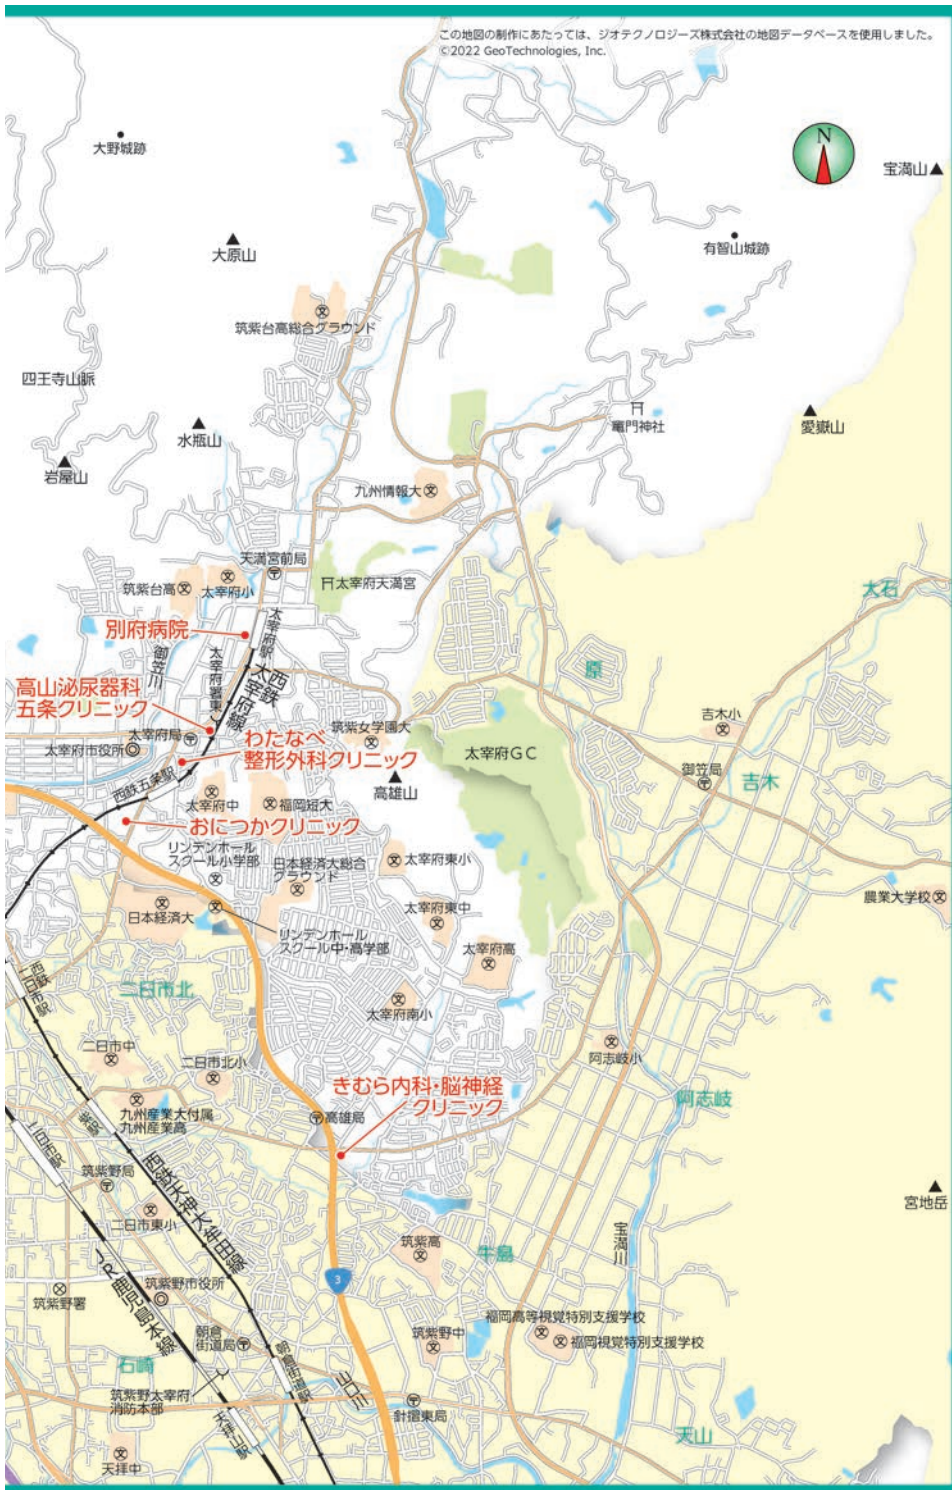 この地図の制作にあたっては、ジオテクノロジーズ株式会社の地図データベースを使用しました。
©2022 GeoTechnologies, Inc.
N
大野城跡
宝満山
大原山
有智山城跡
筑紫台高総合グラウンド
四王寺山脈
竈門神社
愛嶽山
水瓶山
岩屋山
九州情報大
天満宮前局
筑紫台高
太宰府小
太宰府天満宮
大石
別府病院
太宰府駅
御笠川
太宰府署東
西鉄
太宰府線
原
高山泌尿器科
五条クリニック
筑紫女学園大
吉木小
太宰府局
太宰府市役所
わたなべ
整形外科クリニック
太宰府GC
御笠局
吉木
西鉄五条駅
高雄山
太宰府中
福岡短大
おにつかクリニック
リンデンホール
スクール小学部
日本経済大総合
グラウンド
太宰府東小
農業大学校
日本経済大
太宰府東中
リンデンホール
スクール中・高学部
太宰府高
西鉄
二日市駅
二日市北
太宰府南小
二日市中
二日市北小
阿志岐小
きむら内科・脳神経
クリニック
阿志岐
九州産業大付属
九州産業高
高雄局
紫駅
二日市駅
西鉄天神大牟田線
筑紫野局
宮地岳
二日市東小
宝満川
筑紫高
牛島
3
筑紫野署
筑紫野市役所
JR鹿児島本線
福岡高等視覚特別支援学校
福岡視覚特別支援学校
朝倉
街道局
筑紫野中
石崎
朝倉街道駅
山口川
筑紫野太宰府
消防本部
天拝山駅
針摺東局
天山
天拝中